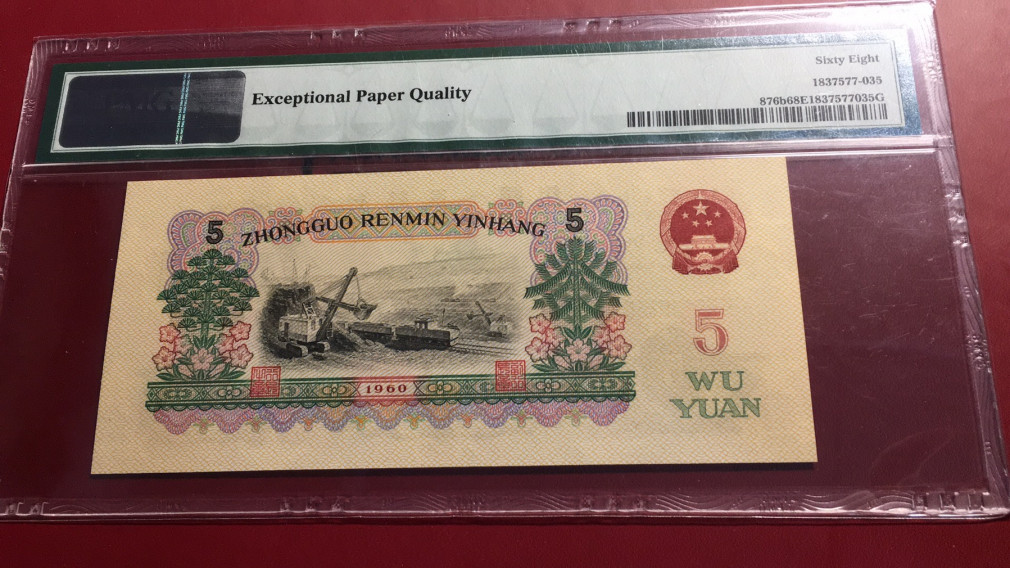 Exceptional Paper Quality
Sixty Eight
1837577-035
876b68E1837577035G
5
5
ZHONGGUO RENMIN YINHANG
1960
5
WU
YUAN